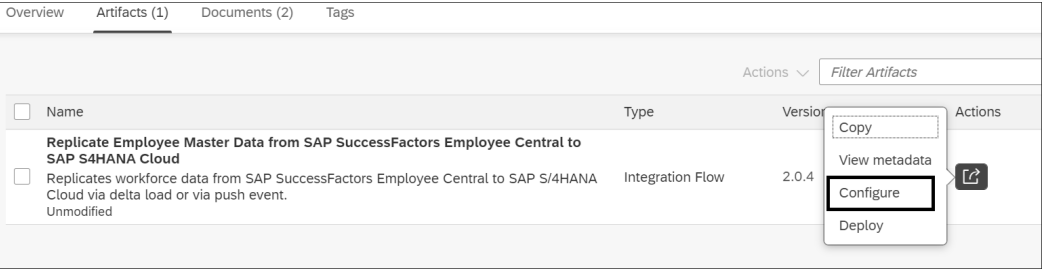 Overview Artifacts (1) Documents (2) Tags
Actions Filter Artifacts
Name Type Version Actions
Replicate Employee Master Data from SAP SuccessFactors Employee Central to
SAP S4HANA Cloud
Replicates workforce data from SAP SuccessFactors Employee Central to SAP S/4HANA
Cloud via delta load or via push event.
Unmodified
Integration Flow
2.0.4
Copy
View metadata
Configure
Deploy